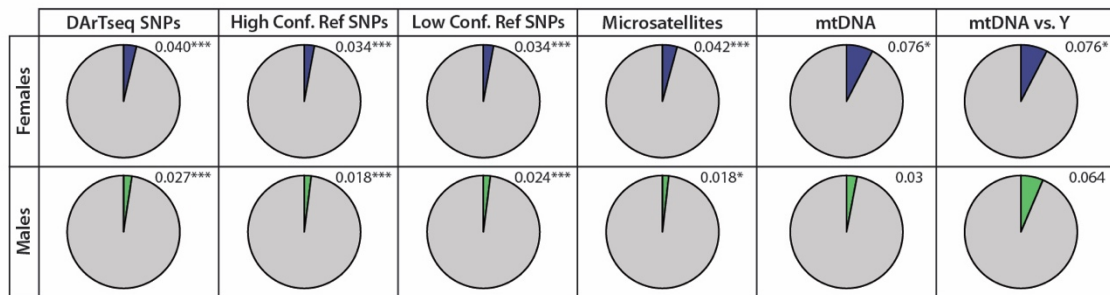 DArTseq SNPs High Conf. Ref SNPs Low Conf. Ref SNPs Microsatellites mtDNA mtDNA vs. Y
Females
0.040*** 0.034*** 0.034*** 0.042*** 0.076* 0.076*
Males
0.027*** 0.018*** 0.024*** 0.018* 0.03 0.064